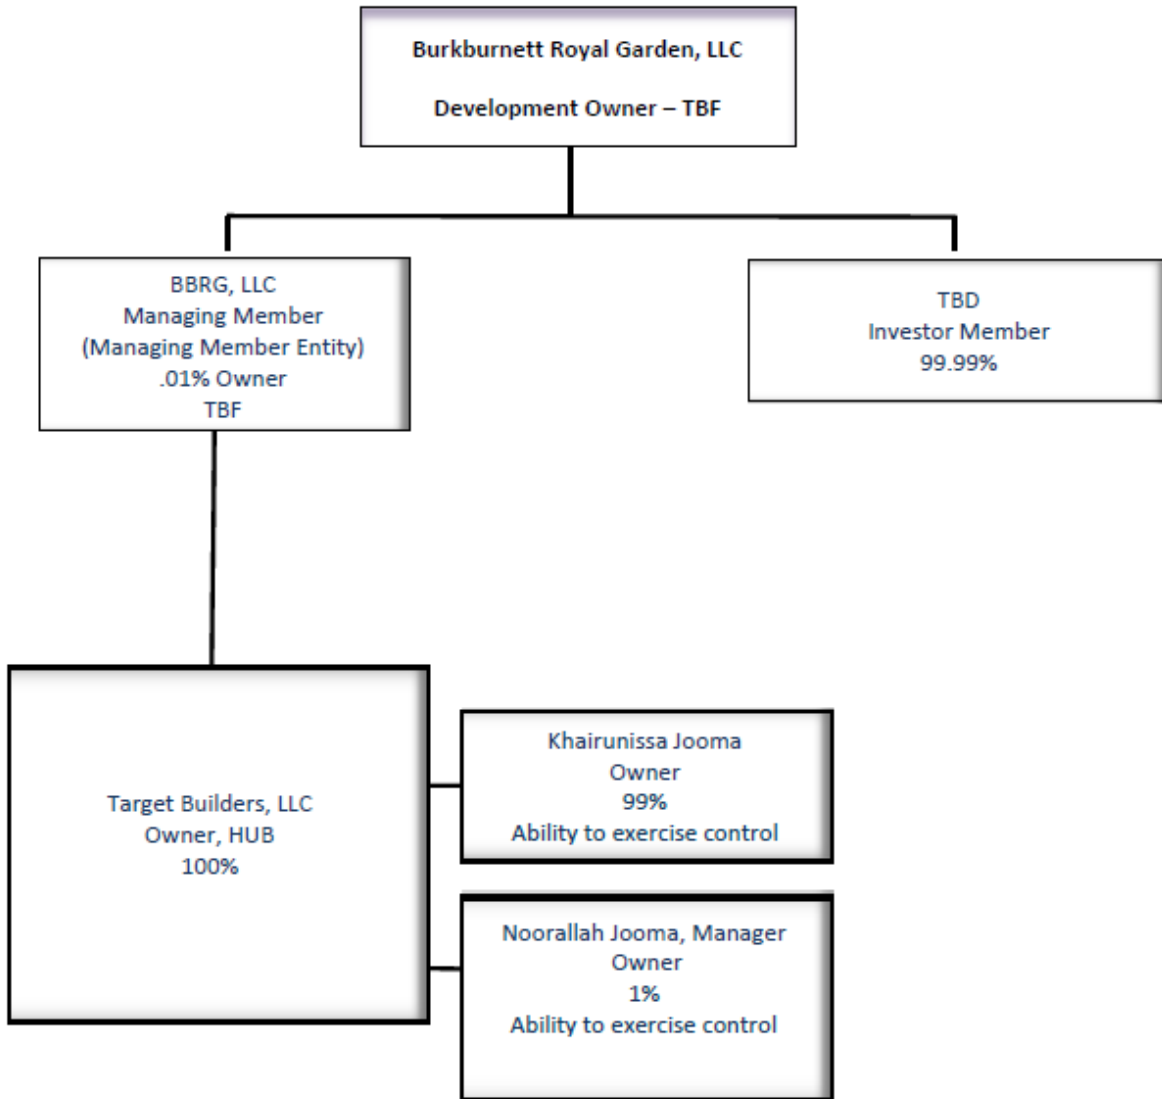 Burkburnett Royal Garden, LLC
Development Owner – TBF
BBRG, LLC
Managing Member
(Managing Member Entity)
.01% Owner
TBF
TBD
Investor Member
99.99%
Target Builders, LLC
Owner, HUB
100%
Khairunissa Jooma
Owner
99%
Ability to exercise control
Noorallah Jooma, Manager
Owner
1%
Ability to exercise control